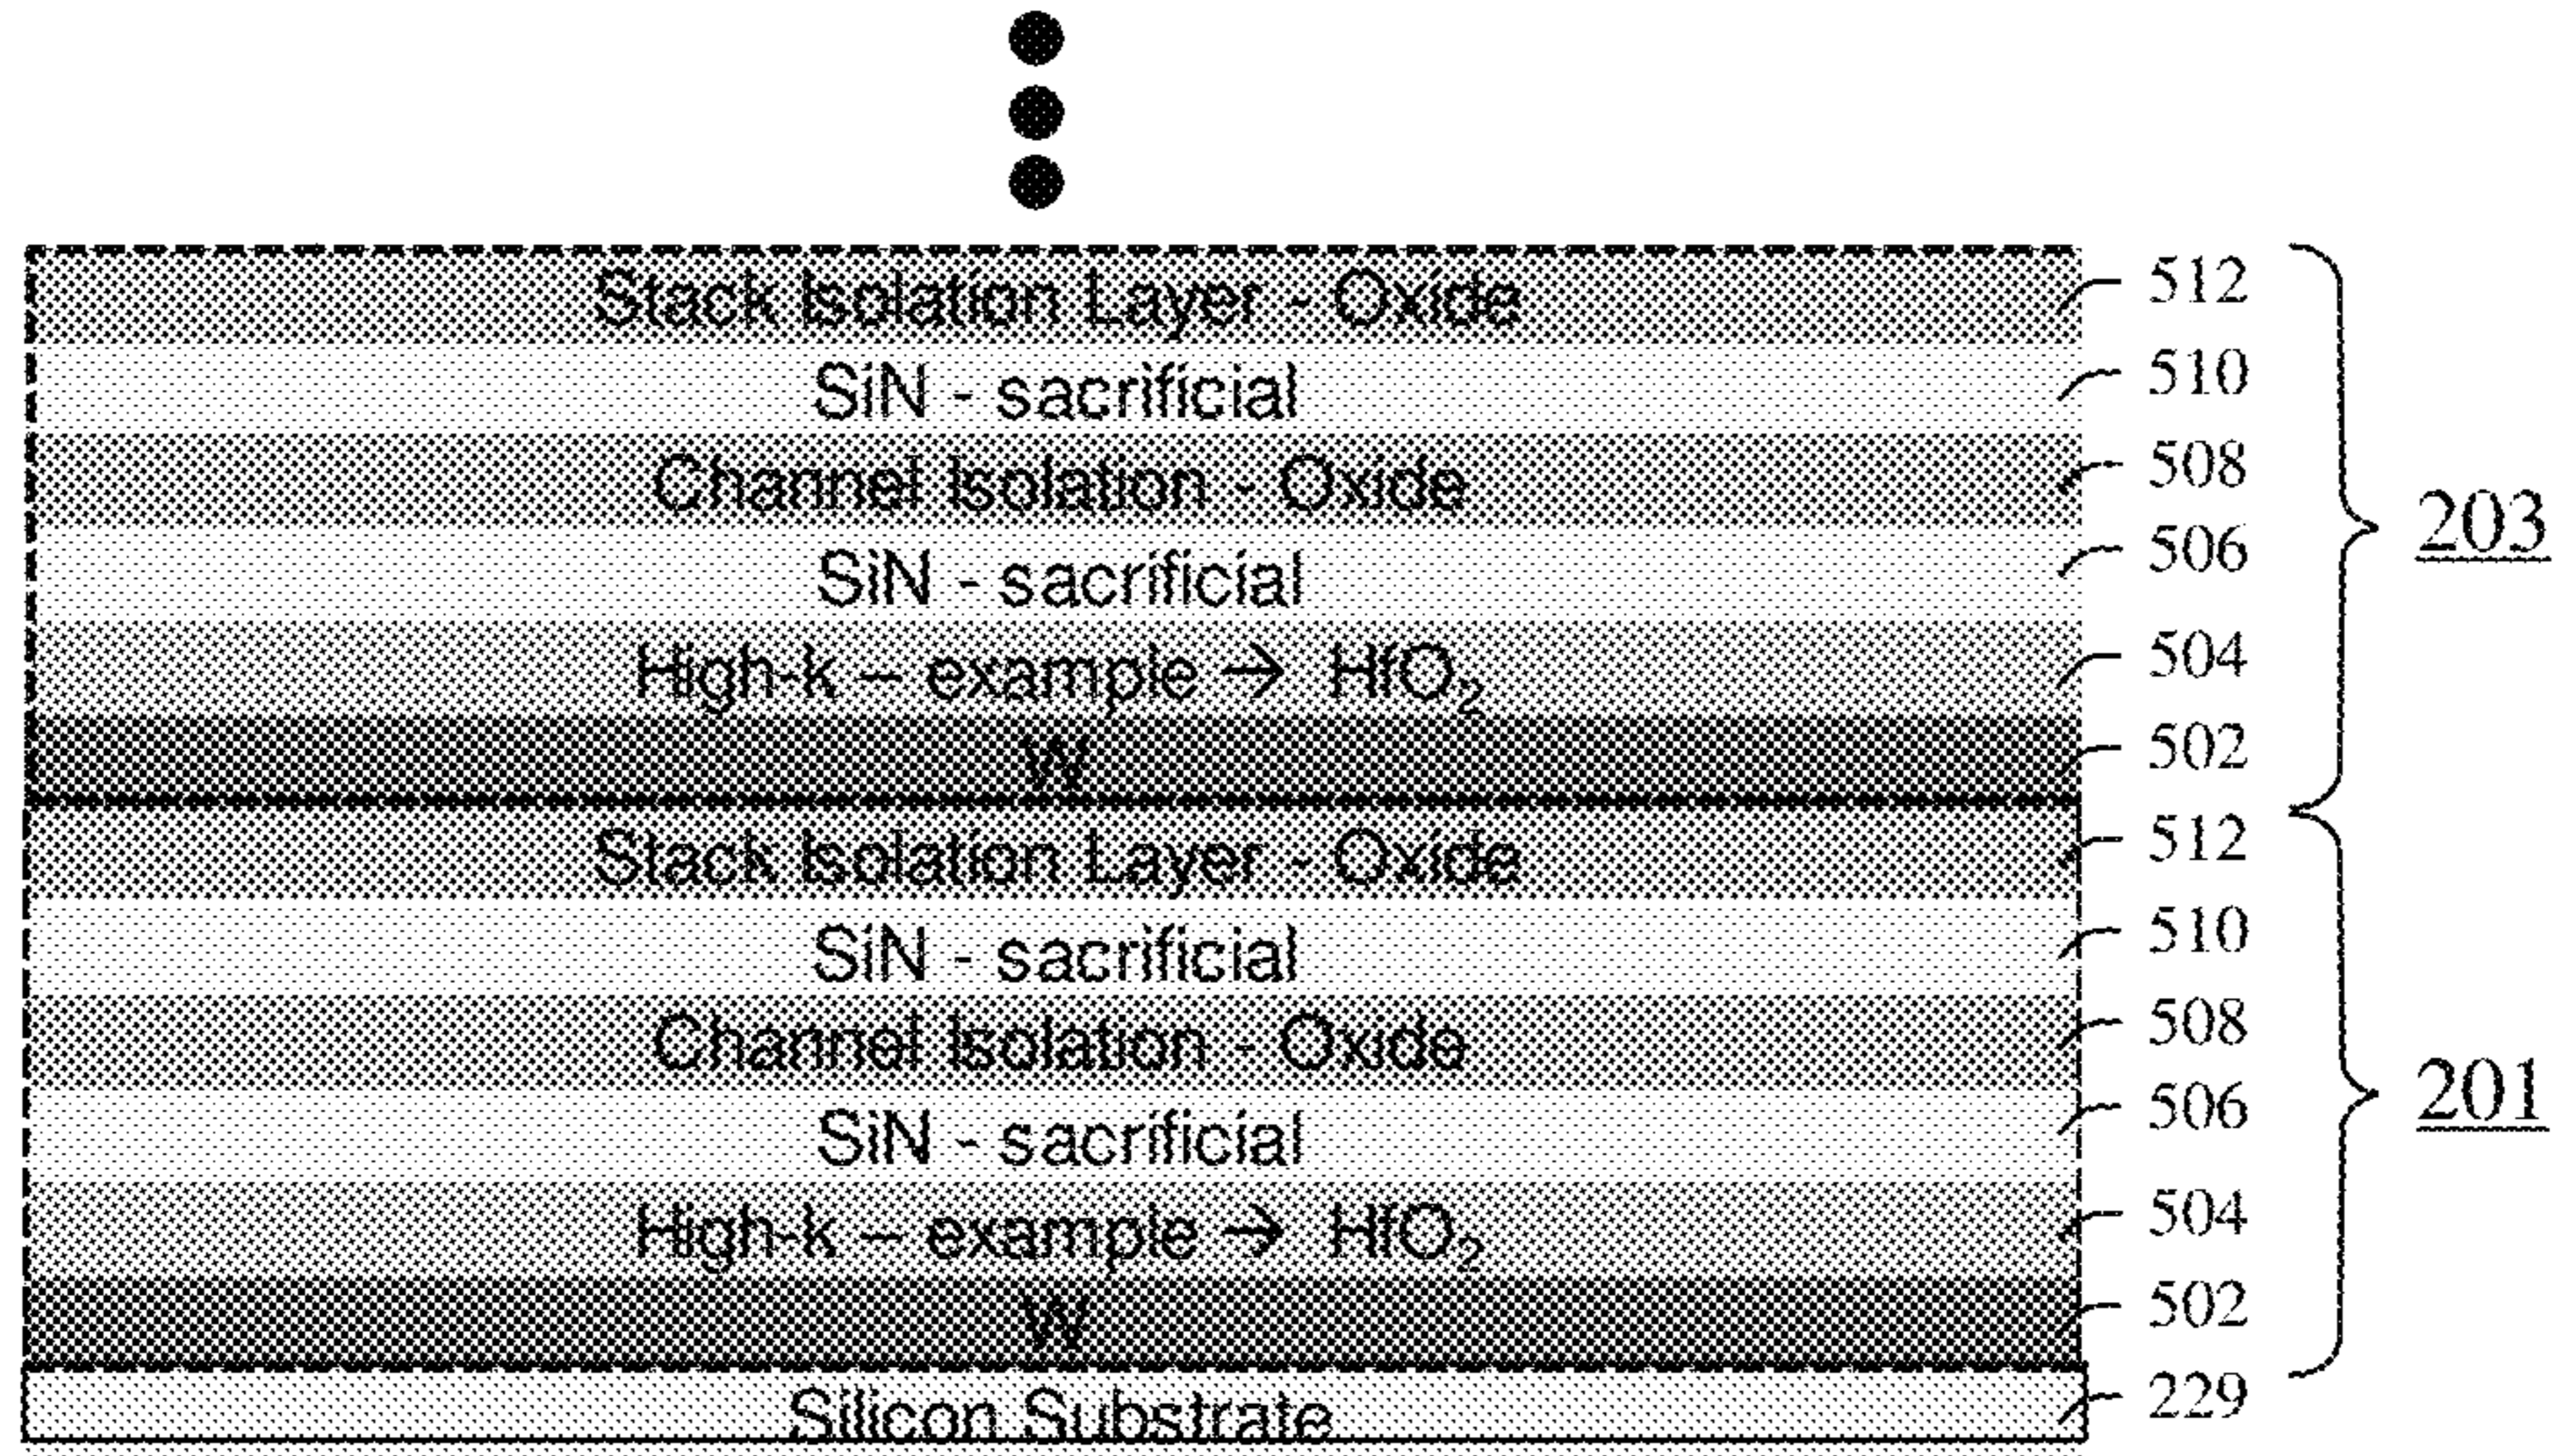 Stack Isolation Layer - Oxide 512
SiN - sacrificial 510
Channel Isolation - Oxide 508
203
SiN - sacrificial 506
High-k – example → HfO₂ 504
W 502
Stack Isolation Layer - Oxide 512
SiN - sacrificial 510
Channel Isolation - Oxide 508
201
SiN - sacrificial 506
High-k – example → HfO₂ 504
W 502
Silicon Substrate 229